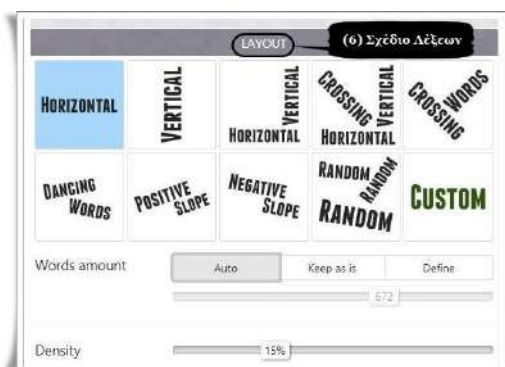 LAYOUT
(6) Σχέδιο Λέξεων
HORIZONTAL
VERTICAL
HORIZONTAL VERTICAL
CROSSING HORIZONTAL VERTICAL
CROSSING WORDS
DANCING WORDS
POSITIVE SLOPE
NEGATIVE SLOPE
RANDOM RANDOM RANDOM
CUSTOM
Words amount Auto Keep as is Define
672
Density 15%